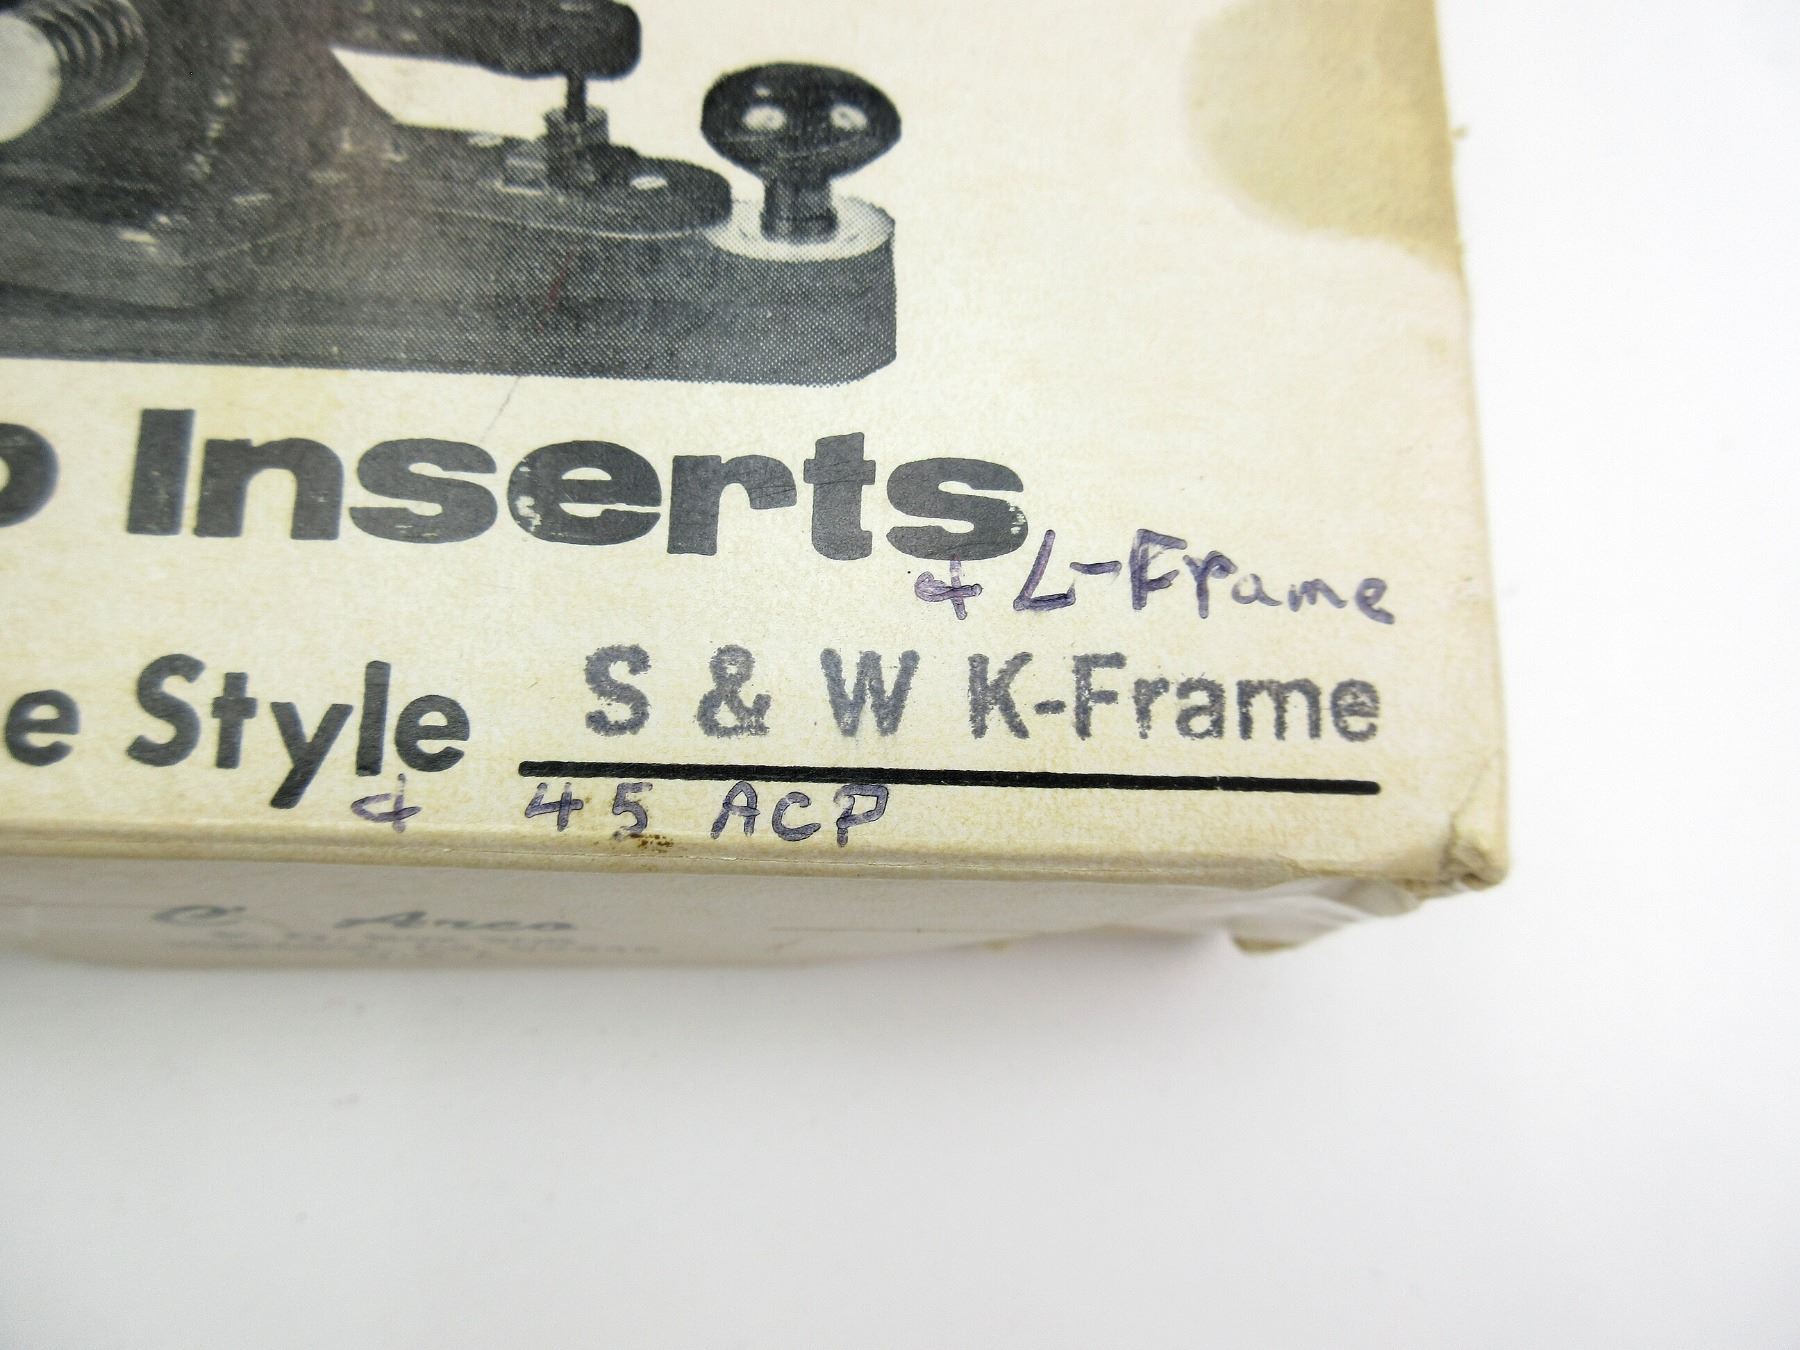 Inserts
& L-Frame
e Style S & W K-Frame
& 45 ACP